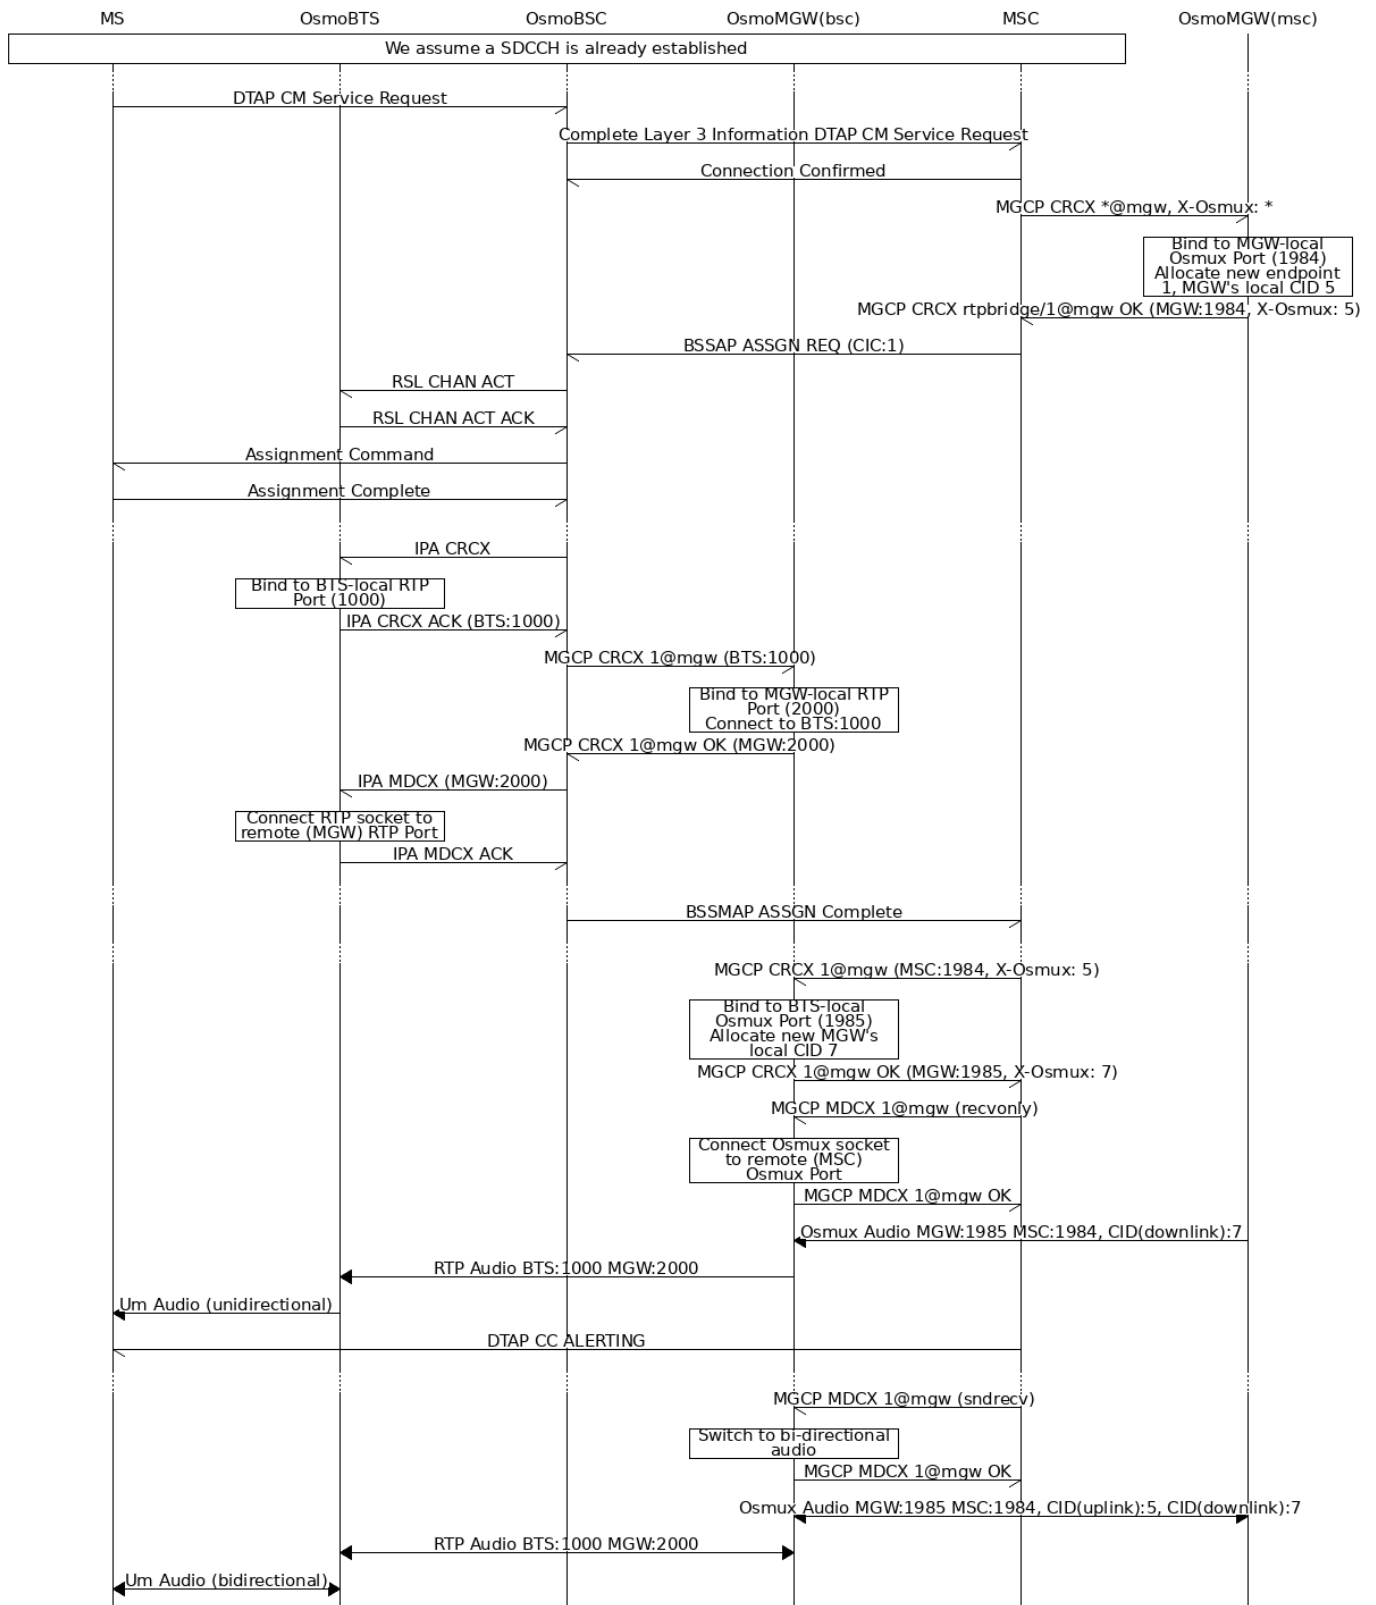 MS OsmoBTS OsmoBSC OsmoMGW(bsc) MSC OsmoMGW(msc)
We assume a SDCCH is already established
DTAP CM Service Request
Complete Layer 3 Information DTAP CM Service Request
Connection Confirmed
MGCP CRCX *@mgw, X-Osmux: *
Bind to MGW-local
Osmux Port (1984)
Allocate new endpoint
1, MGW's local CID 5
MGCP CRCX rtpbridge/1@mgw OK (MGW:1984, X-Osmux: 5)
BSSAP ASSGN REQ (CIC:1)
RSL CHAN ACT
RSL CHAN ACT ACK
Assignment Command
Assignment Complete
IPA CRCX
Bind to BTS-local RTP
Port (1000)
IPA CRCX ACK (BTS:1000)
MGCP CRCX 1@mgw (BTS:1000)
Bind to MGW-local RTP
Port (2000)
Connect to BTS:1000
MGCP CRCX 1@mgw OK (MGW:2000)
IPA MDCX (MGW:2000)
Connect RTP socket to
remote (MGW) RTP Port
IPA MDCX ACK
BSSMAP ASSGN Complete
MGCP CRCX 1@mgw (MSC:1984, X-Osmux: 5)
Bind to BTS-local
Osmux Port (1985)
Allocate new MGW's
local CID 7
MGCP CRCX 1@mgw OK (MGW:1985, X-Osmux: 7)
MGCP MDCX 1@mgw (recvonly)
Connect Osmux socket
to remote (MSC)
Osmux Port
MGCP MDCX 1@mgw OK
Osmux Audio MGW:1985 MSC:1984, CID(downlink):7
RTP Audio BTS:1000 MGW:2000
Um Audio (unidirectional)
DTAP CC ALERTING
MGCP MDCX 1@mgw (sndrecv)
Switch to bi-directional
audio
MGCP MDCX 1@mgw OK
Osmux Audio MGW:1985 MSC:1984, CID(uplink):5, CID(downlink):7
RTP Audio BTS:1000 MGW:2000
Um Audio (bidirectional)